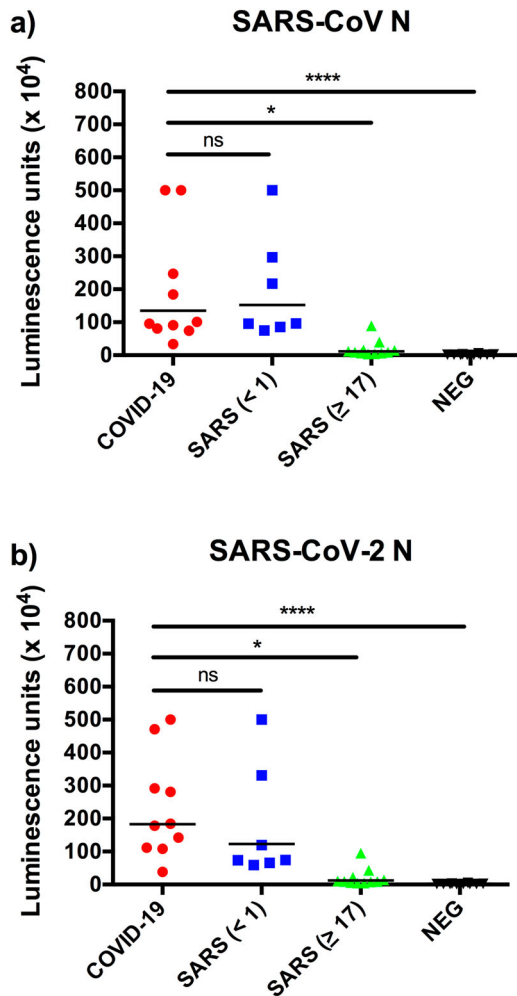 a)
SARS-CoV N
Luminescence units (x 10⁴)
800
700
600
500
400
300
200
100
0
****
*
ns
COVID-19
SARS (< 1)
SARS (≥ 17)
NEG
b)
SARS-CoV-2 N
Luminescence units (x 10⁴)
800
700
600
500
400
300
200
100
0
****
*
ns
COVID-19
SARS (< 1)
SARS (≥ 17)
NEG